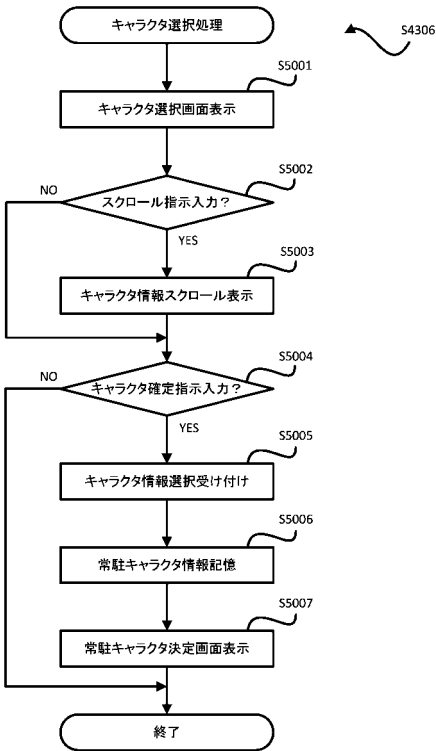 キャラクタ選択処理
S4306
S5001
キャラクタ選択画面表示
S5002
NO
スクロール指示入力？
YES
S5003
キャラクタ情報スクロール表示
S5004
NO
キャラクタ確定指示入力？
YES
S5005
キャラクタ情報選択受け付け
S5006
常駐キャラクタ情報記憶
S5007
常駐キャラクタ決定画面表示
終了